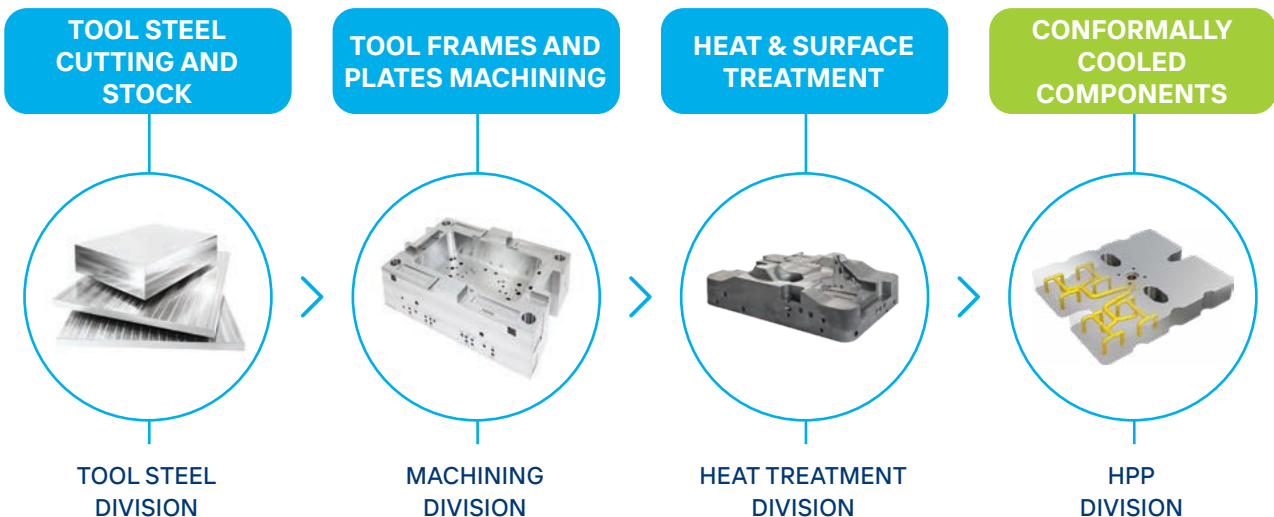 TOOL STEEL
CUTTING AND
STOCK
TOOL FRAMES AND
PLATES MACHINING
HEAT & SURFACE
TREATMENT
CONFORMALLY
COOLED
COMPONENTS
TOOL STEEL
DIVISION
MACHINING
DIVISION
HEAT TREATMENT
DIVISION
HPP
DIVISION